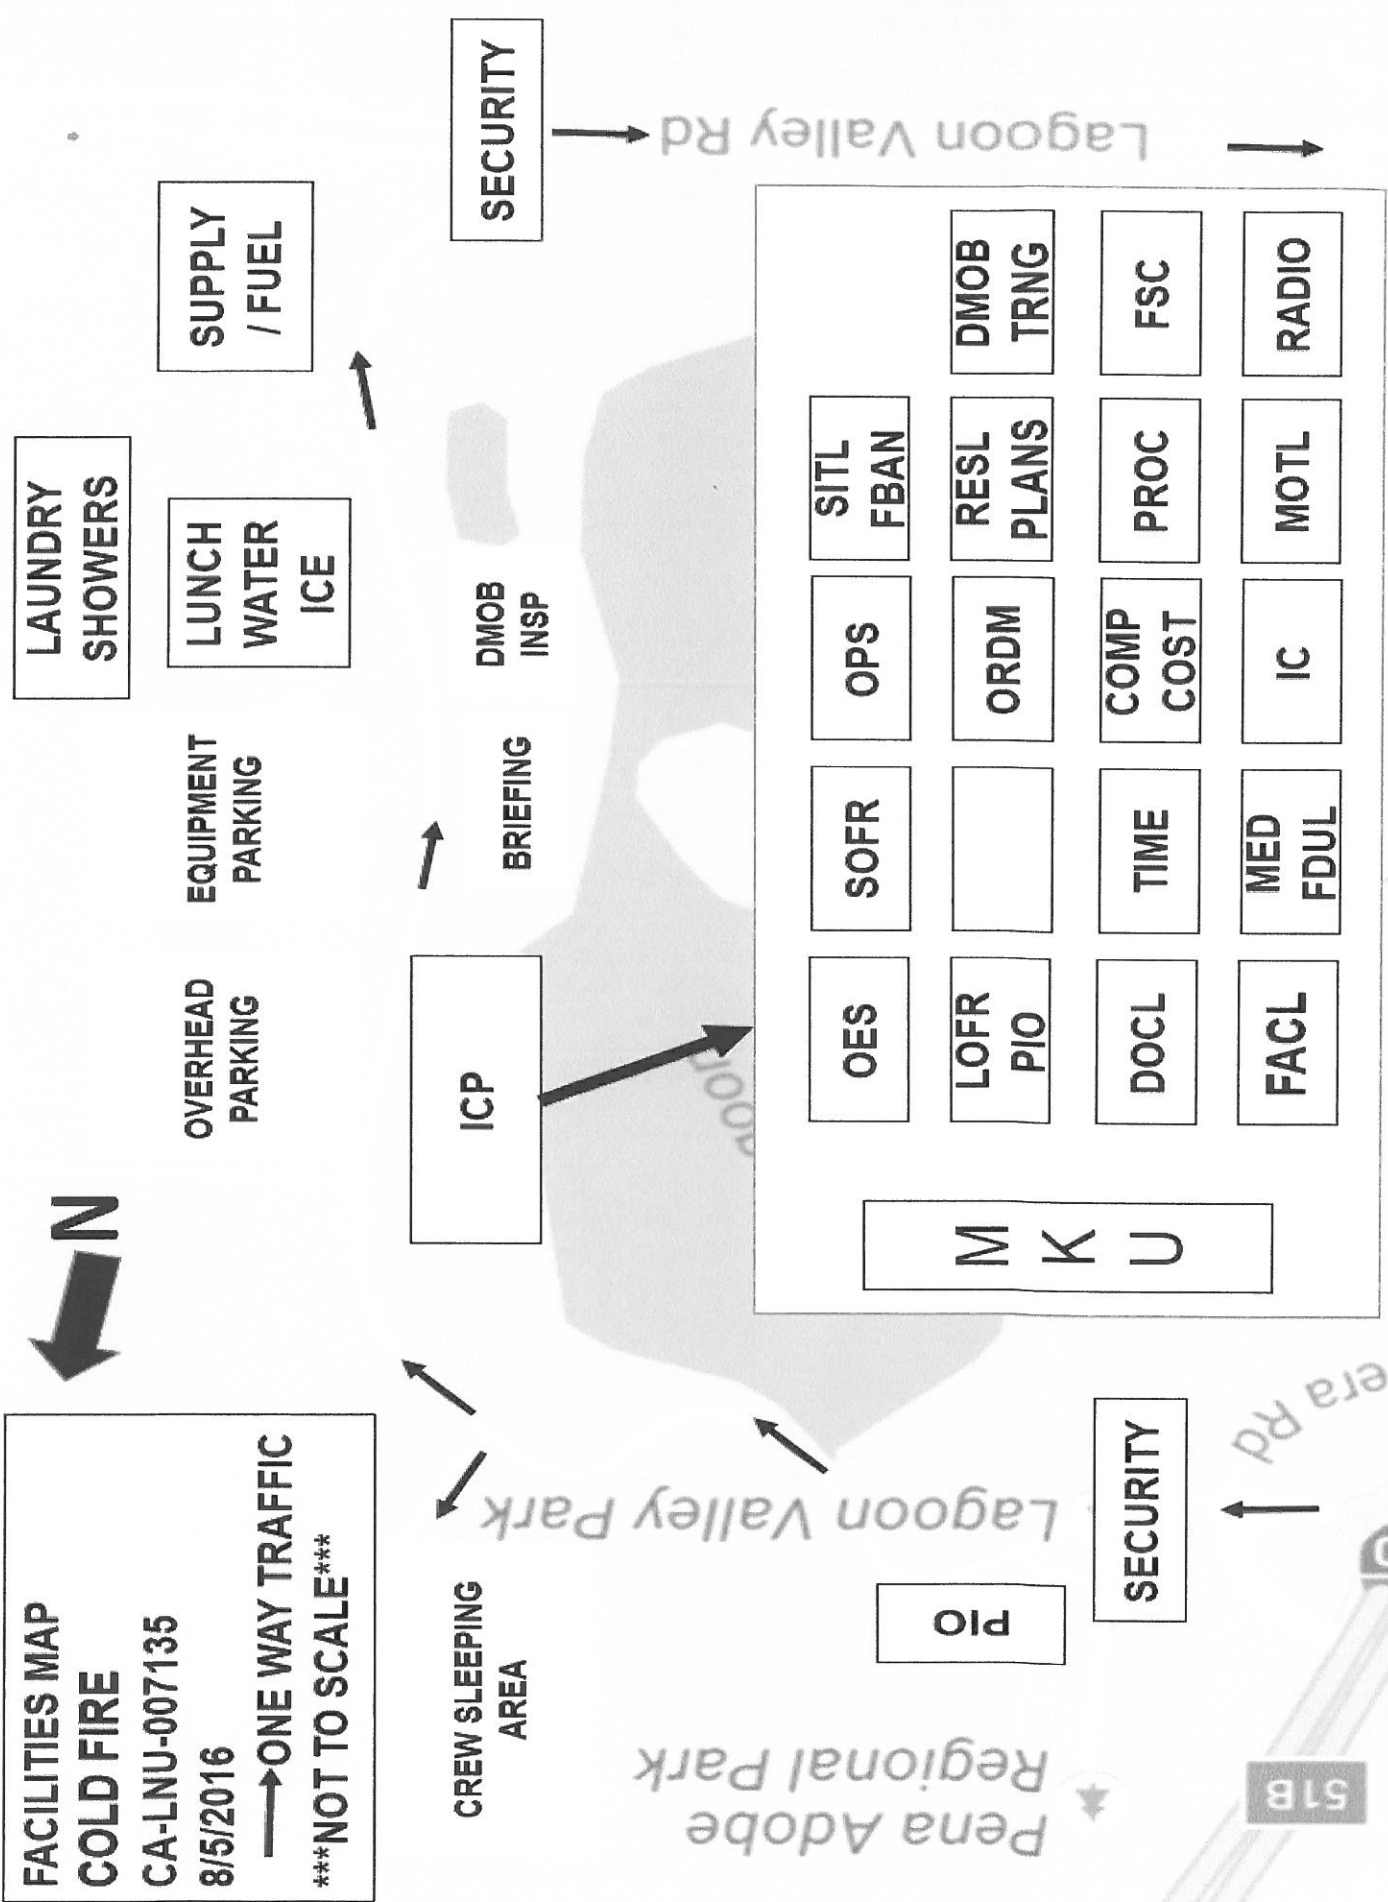 FACILITIES MAP
COLD FIRE
CA-LNU-007135
8/5/2016
ONE WAY TRAFFIC
***NOT TO SCALE***
N
OVERHEAD
PARKING
EQUIPMENT
PARKING
LAUNDRY
SHOWERS
LUNCH
WATER
ICE
SUPPLY
/ FUEL
CREW SLEEPING
AREA
ICP
BRIEFING
DMOB
INSP
SECURITY
Lagoon Valley Rd
Pena Adobe
Regional Park
Lagoon Valley Park
PIO
SECURITY
51B
MKU
OES
SOFR
OPS
SITL
FBAN
LOFR
PIO
ORDM
RESL
PLANS
DMOB
TRNG
DOCL
TIME
COMP
COST
PROC
FSC
FACL
MED
FDUL
IC
MOTL
RADIO
Rd